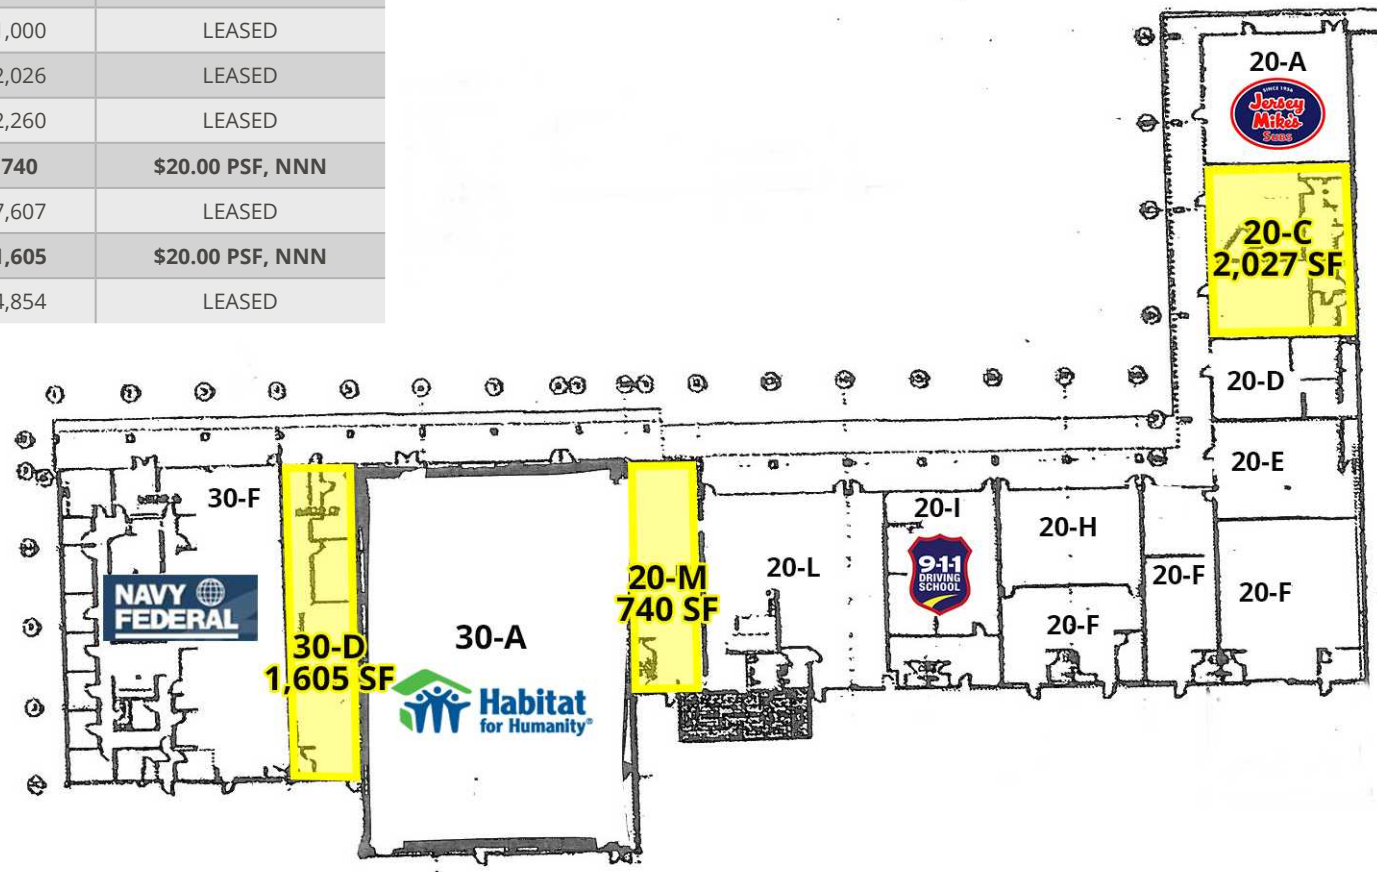 ,000 LEASED
2,026 LEASED
2,260 LEASED
740 $20.00 PSF, NNN
7,607 LEASED
,605 $20.00 PSF, NNN
4,854 LEASED
20-A
SINCE 1956
Jersey
Mike's
Subs
20-C
2,027 SF
20-D
20-E
20-F
30-F
NAVY
FEDERAL
30-D
1,605 SF
30-A
Habitat
for Humanity®
20-M
740 SF
20-L
20-I
9-1-1
DRIVING
SCHOOL
20-H
20-F
20-F